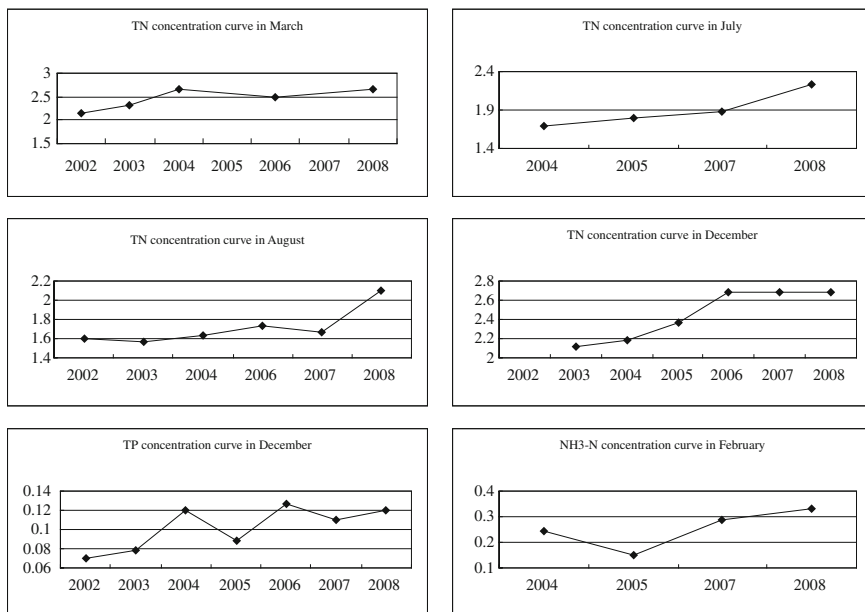 TN concentration curve in March
3
2.5
2
1.5
2002 2003 2004 2005 2006 2007 2008
TN concentration curve in July
2.4
1.9
1.4
2004 2005 2007 2008
TN concentration curve in August
2.2
2
1.8
1.6
1.4
2002 2003 2004 2006 2007 2008
TN concentration curve in December
2.8
2.6
2.4
2.2
2
2002 2003 2004 2005 2006 2007 2008
TP concentration curve in December
0.14
0.12
0.1
0.08
0.06
2002 2003 2004 2005 2006 2007 2008
NH3-N concentration curve in February
0.4
0.3
0.2
0.1
2004 2005 2007 2008